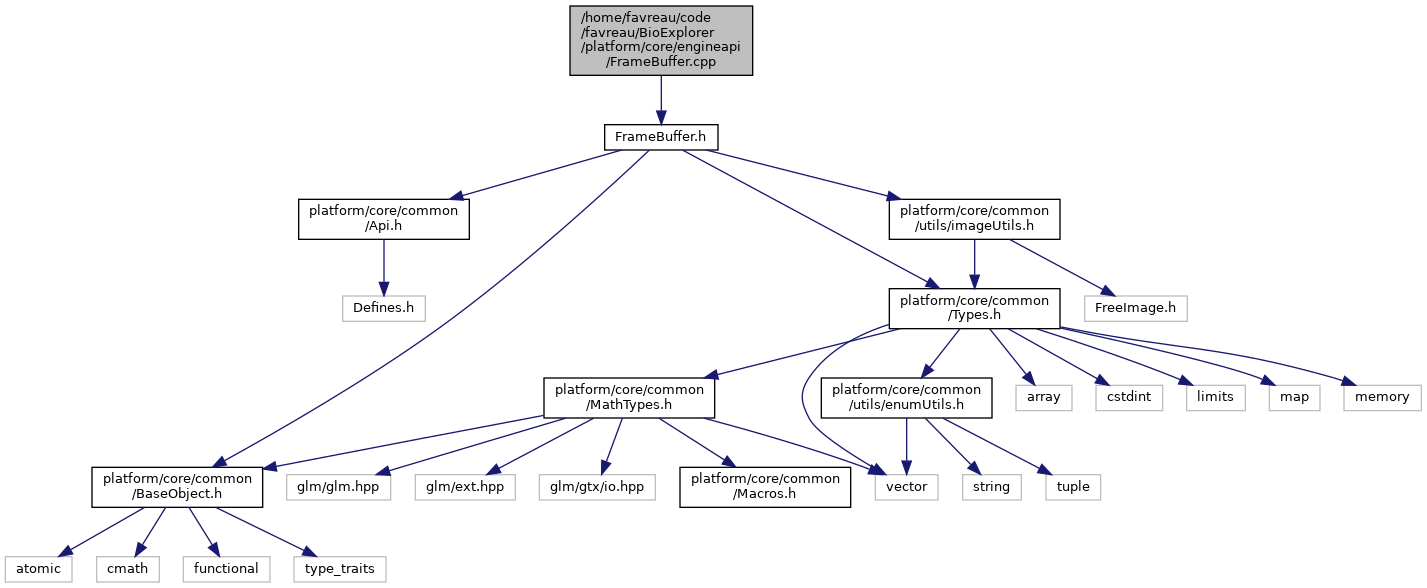 /home/favreau/code
/favreau/BioExplorer
/platform/core/engineapi
/FrameBuffer.cpp
FrameBuffer.h
platform/core/common
/Api.h
platform/core/common
/utils/imageUtils.h
Defines.h
platform/core/common
/Types.h
FreeImage.h
platform/core/common
/MathTypes.h
platform/core/common
/utils/enumUtils.h
array
cstdint
limits
map
memory
platform/core/common
/BaseObject.h
glm/glm.hpp
glm/ext.hpp
glm/gtx/io.hpp
platform/core/common
/Macros.h
vector
string
tuple
atomic
cmath
functional
type_traits